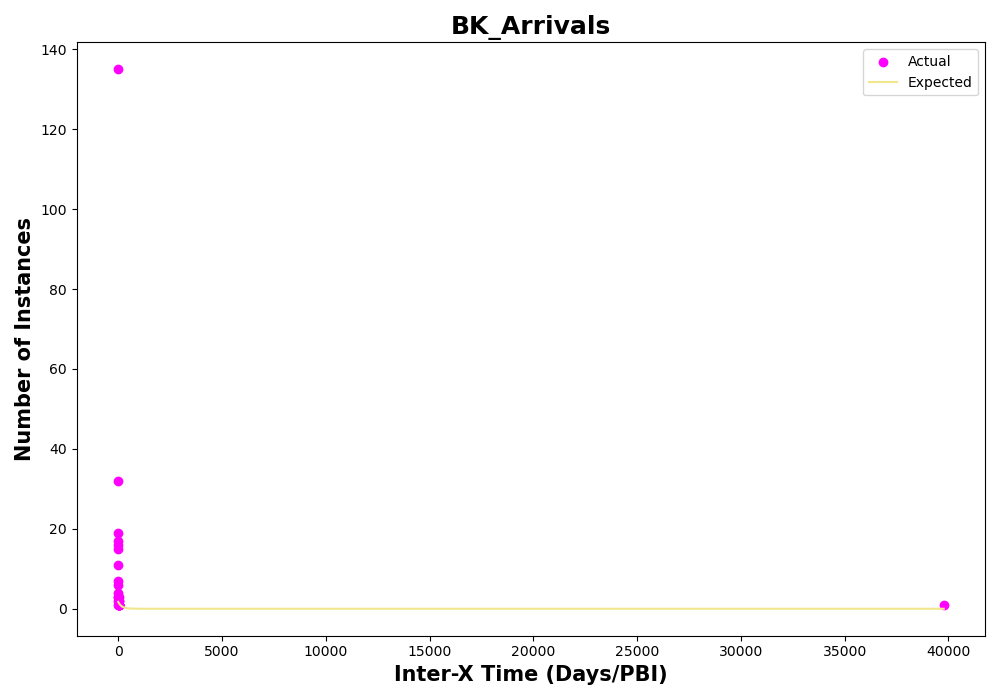 BK_Arrivals
140
120
100
80
60
40
20
0
Number of Instances
Actual
Expected
0 5000 10000 15000 20000 25000 30000 35000 40000
Inter-X Time (Days/PBI)